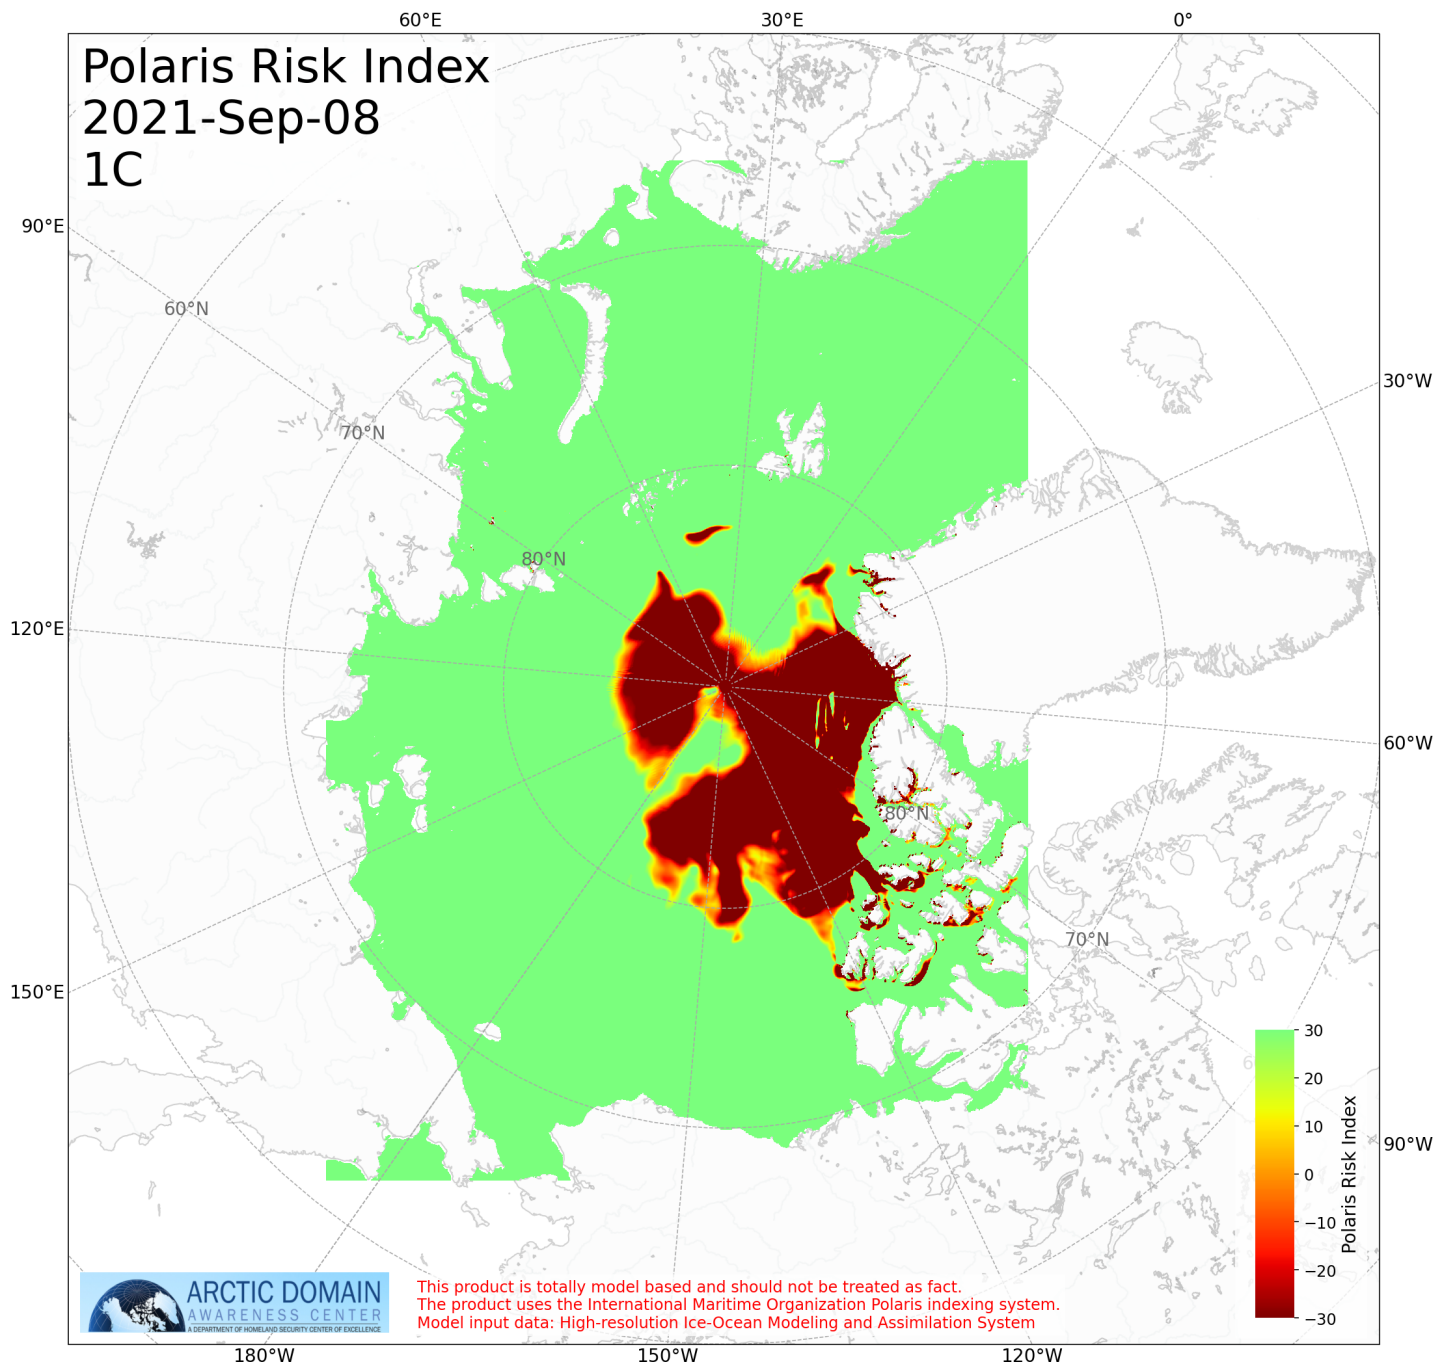 60°E 30°E 0°
Polaris Risk Index
2021-Sep-08
1C
90°E
60°N
30°W
70°N
80°N
120°E
60°W
80°N
70°N
150°E
30
20
10
0
−10
−20
−30
Polaris Risk Index
90°W
ARCTIC DOMAIN
AWARENESS CENTER
A DEPARTMENT OF HOMELAND SECURITY CENTER OF EXCELLENCE
This product is totally model based and should not be treated as fact.
The product uses the International Maritime Organization Polaris indexing system.
Model input data: High-resolution Ice-Ocean Modeling and Assimilation System
180°W 150°W 120°W